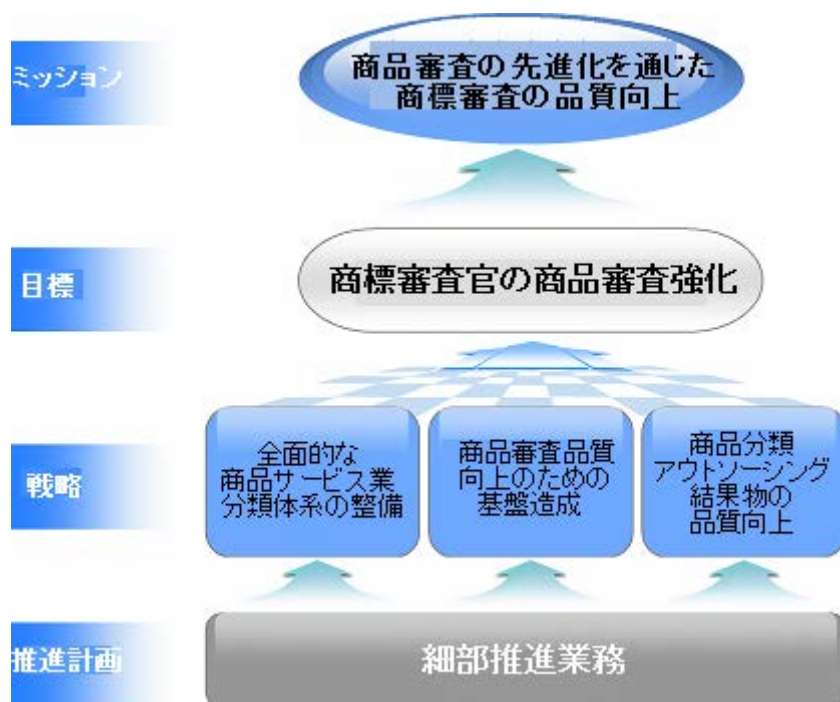 ミッション
商品審査の先進化を通じた
商標審査の品質向上
目標
商標審査官の商品審査強化
戦略
全面的な
商品サービス業
分類体系の整備
商品審査品質
向上のための
基盤造成
商品分類
アウトソーシング
結果物の
品質向上
推進計画
細部推進業務